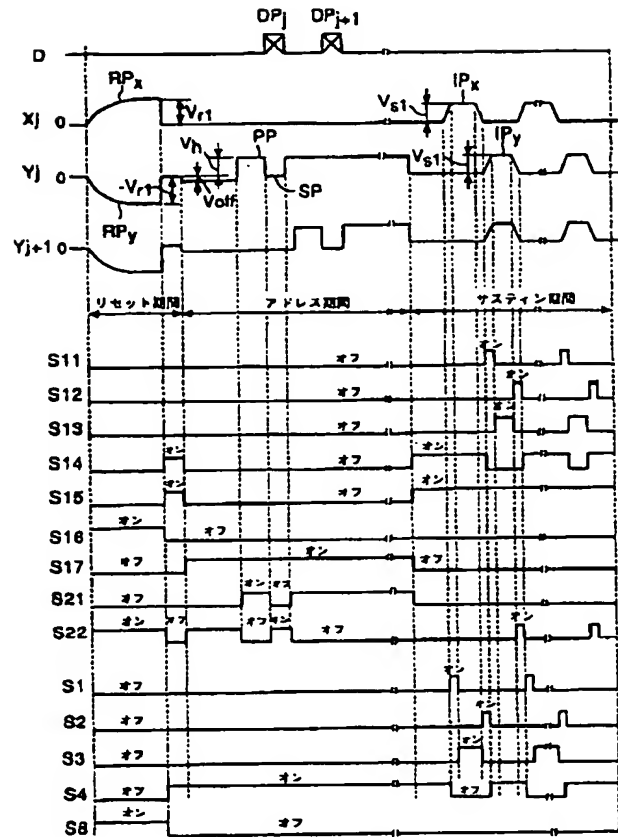 DPj DPj+1
D
RPx IPx
Xj 0 Vr1 Vs1
Vh PP IPy
Yj 0 Vs1
-Vr1 Voff SP
RPy
Yj+1 0
リセット期間 アドレス期間 サスティン期間
S11 オフ オン
S12 オフ オン
S13 オフ オン
S14 オン オフ オン
S15 オフ オン オフ オン
S16 オン オフ
S17 オフ オン オフ
S21 オフ オン オフ
S22 オン オフ オフ オン オフ オン
S1 オフ オン
S2 オフ オン
S3 オフ オン
S4 オフ オン オフ
S8 オン オフ